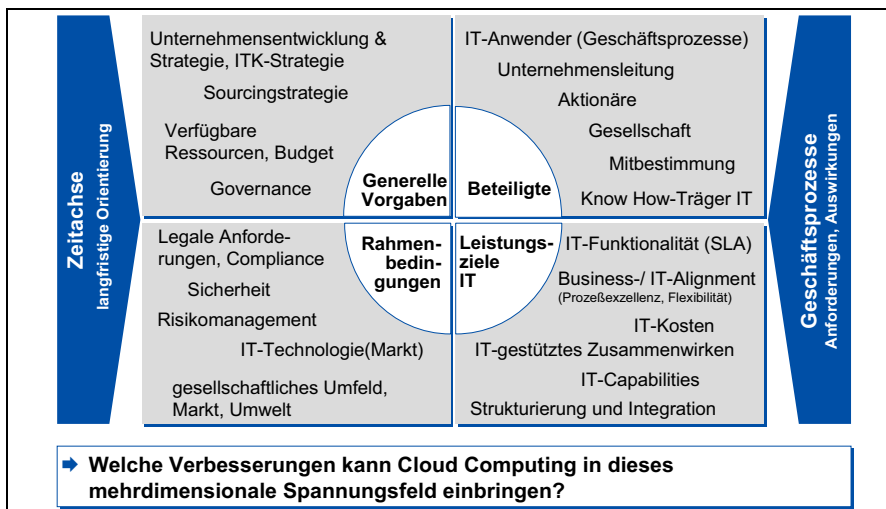 Zeitachse
langfristige Orientierung
Unternehmensentwicklung &
Strategie, ITK-Strategie
Sourcingstrategie
Verfügbare
Ressourcen, Budget
Governance
Generelle
Vorgaben
IT-Anwender (Geschäftsprozesse)
Unternehmensleitung
Aktionäre
Gesellschaft
Mitbestimmung
Know How-Träger IT
Beteiligte
Legale Anforde-
rungen, Compliance
Sicherheit
Risikomanagement
IT-Technologie(Markt)
gesellschaftliches Umfeld,
Markt, Umwelt
Rahmen-
bedin-
gungen
Leistungs-
ziele
IT
IT-Funktionalität (SLA)
Business-/ IT-Alignment
(Prozeßexzellenz, Flexibilität)
IT-Kosten
IT-gestütztes Zusammenwirken
IT-Capabilities
Strukturierung und Integration
Geschäftsprozesse
Anforderungen, Auswirkungen
Welche Verbesserungen kann Cloud Computing in dieses
mehrdimensionale Spannungsfeld einbringen?